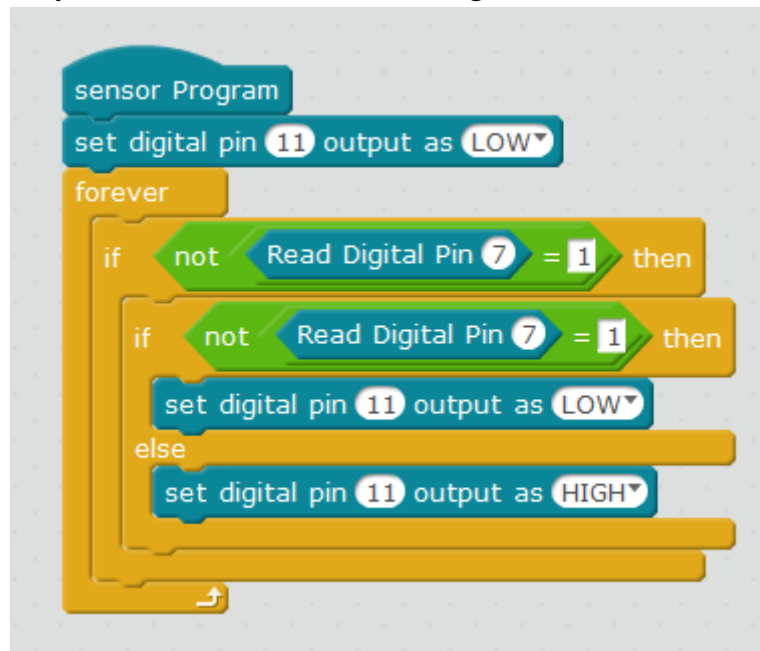 sensor Program
set digital pin 11 output as LOW
forever
if not Read Digital Pin 7 = 1 then
if not Read Digital Pin 7 = 1 then
set digital pin 11 output as LOW
else
set digital pin 11 output as HIGH